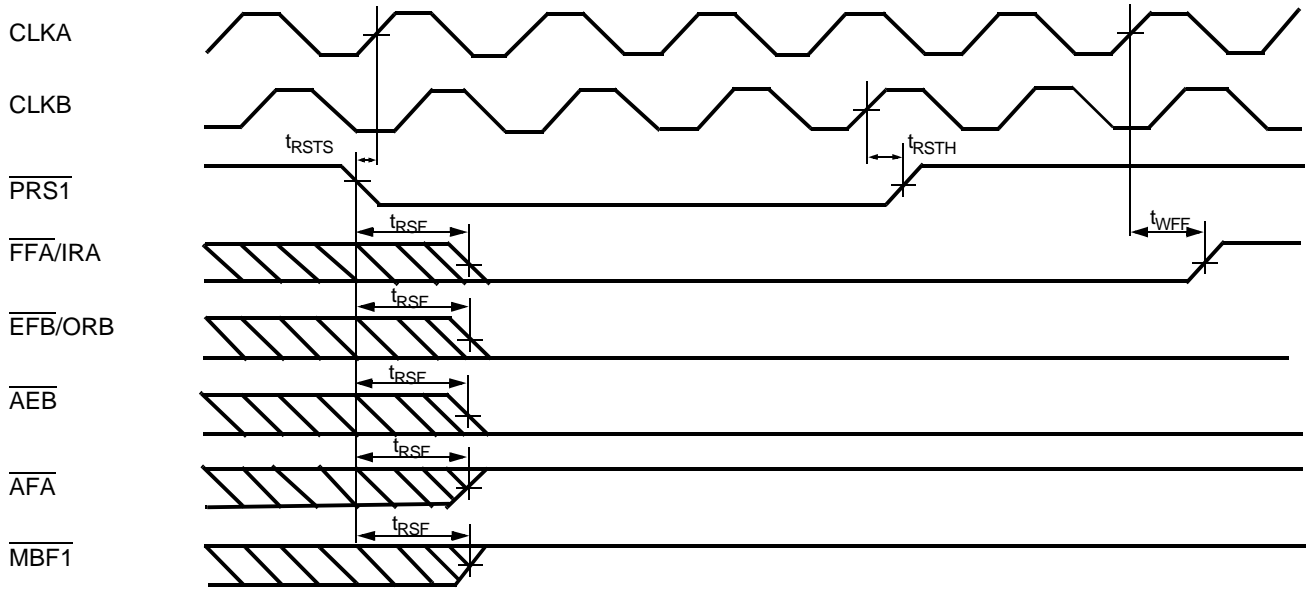 CLKA
CLKB
tRSTS
tRSTH
PRS1
tRSF
tWFF
FFA/IRA
tRSF
EFB/ORB
tRSF
AEB
tRSF
AFA
tRSF
MBF1